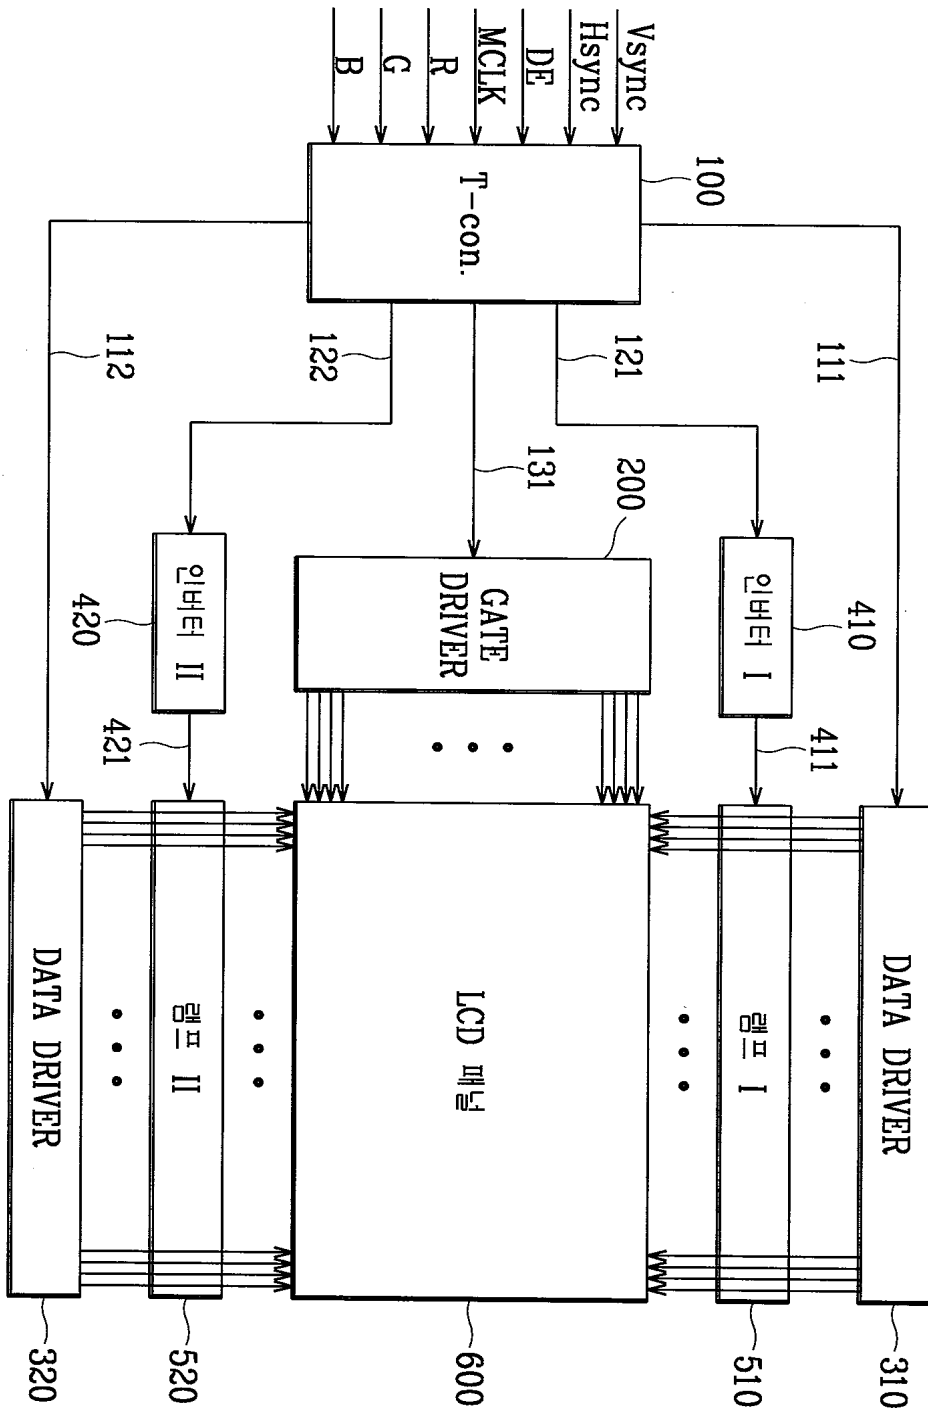 Vsync
Hsync
DE
MCLK
R
G
B
100
T-con.
111
121
131
122
112
310
DATA DRIVER
410
인버터 I
411
램프 I
510
200
GATE
DRIVER
LCD 패널
600
420
인버터 II
421
램프 II
520
DATA DRIVER
320